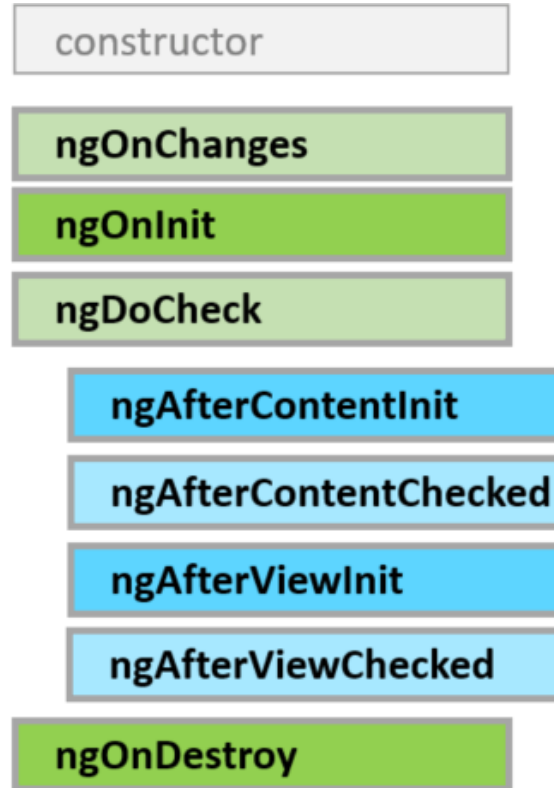 constructor
ngOnChanges
ngOnInit
ngDoCheck
ngAfterContentInit
ngAfterContentChecked
ngAfterViewInit
ngAfterViewChecked
ngOnDestroy